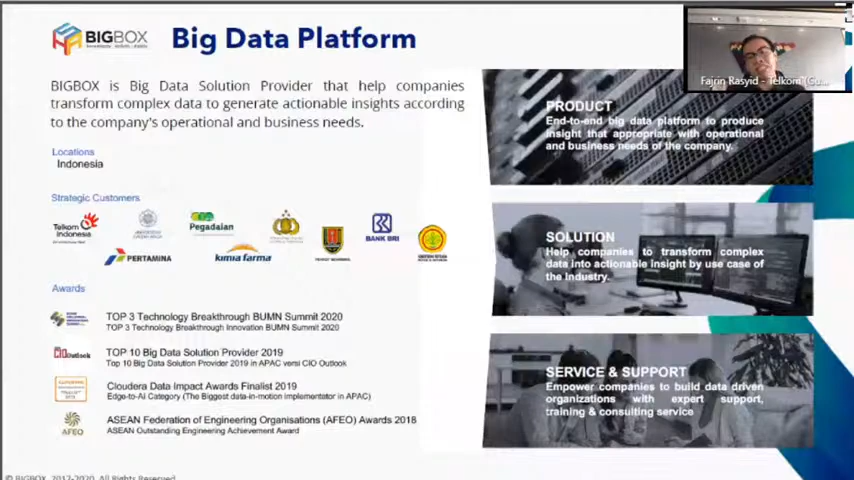 BIGBOX
Big Data Platform
BIGBOX is Big Data Solution Provider that help companies
transform complex data to generate actionable insights according
to the company's operational and business needs.
Locations
Indonesia
Strategic Customers
Telkom
Indonesia
Pegadaian
BANK BRI
PERTAMINA
kimia farma
Awards
TOP 3 Technology Breakthrough BUMN Summit 2020
TOP 3 Technology Breakthrough Innovation BUMN Summit 2020
Outlook
TOP 10 Big Data Solution Provider 2019
Top 10 Big Data Solution Provider 2019 in APAC versi CIO Outlook
Cloudera Data Impact Awards Finalist 2019
Edge-to-Ai Category (The Biggest data-in-motion Implementator in APAC)
AFEO
ASEAN Federation of Engineering Organisations (AFEO) Awards 2018
ASEAN Outstanding Engineering Achievement Award
Fajrin Rasyid - Telkom (Gu...
PRODUCT
End-to-end big data platform to produce
insight that appropriate with operational
and business needs of the company.
SOLUTION
Help companies to transform complex
data into actionable insight by use case of
the industry.
SERVICE & SUPPORT
Empower companies to build data driven
organizations with expert support,
training & consulting service
© BIGBOX, 2017-2020. All Rights Reserved